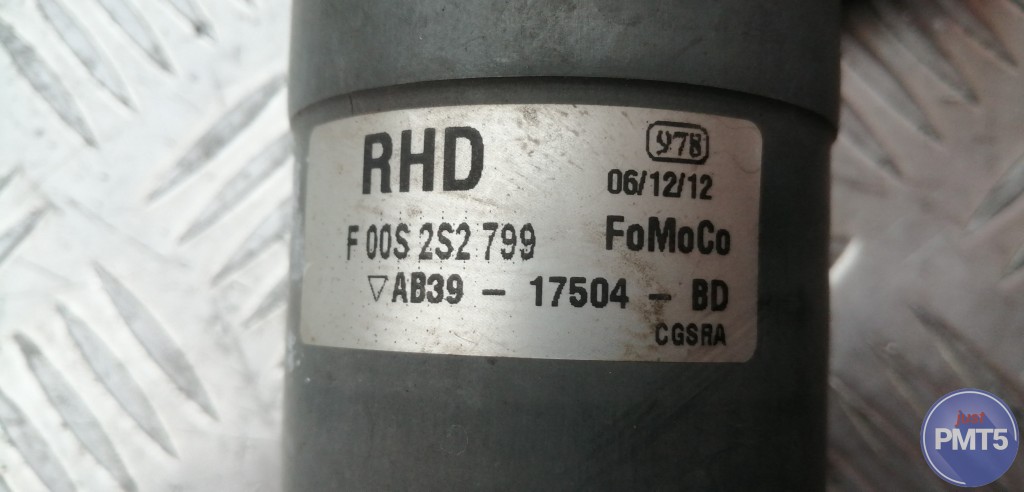 RHD
978
06/12/12
F 00S 2S2 799
FoMoCo
▽AB39 - 17504 - BD
CGSRA
PMT5